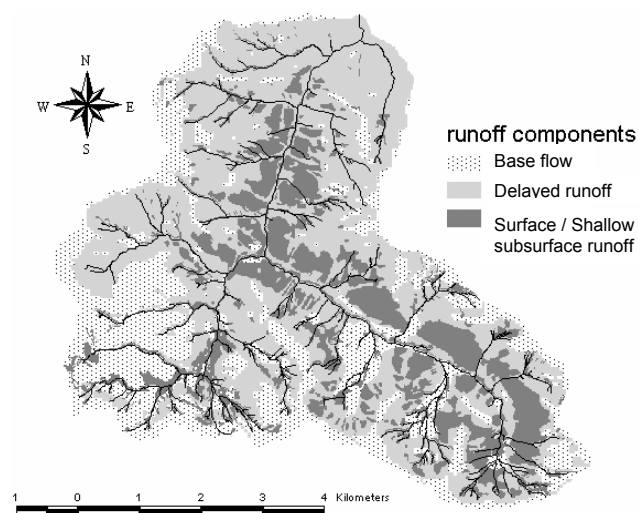 N
W E
S
runoff components
Base flow
Delayed runoff
Surface / Shallow
subsurface runoff
1 0 1 2 3 4 Kilometers